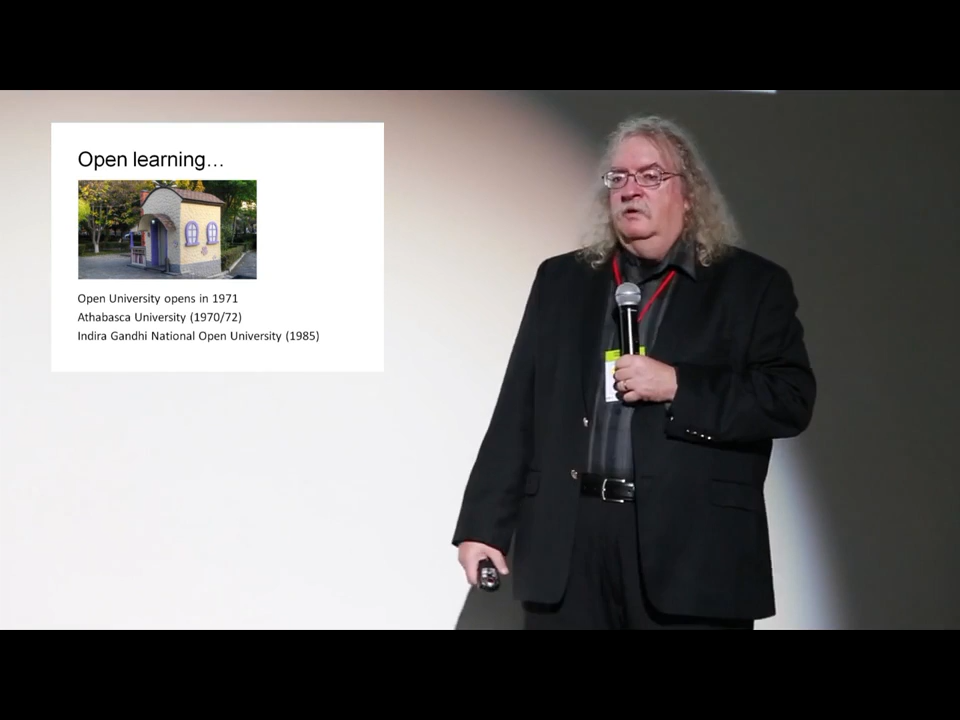 Open learning…
Open University opens in 1971
Athabasca University (1970/72)
Indira Gandhi National Open University (1985)